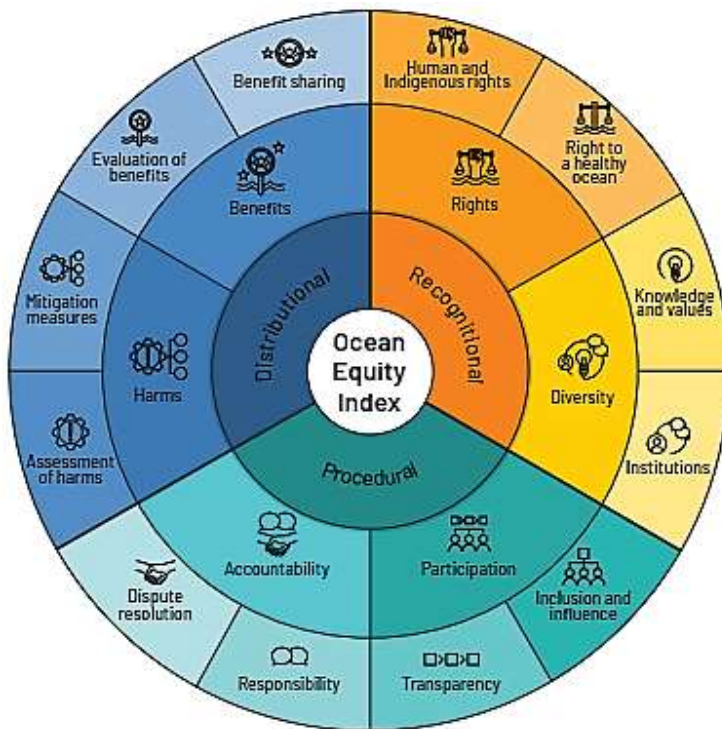 Benefit sharing
Human and
Indigenous rights
Evaluation of
benefits
Right to
a healthy
ocean
Benefits
Rights
Mitigation
measures
Knowledge
and values
Distributional
Recognitional
Ocean
Equity
Index
Harms
Diversity
Assessment
of harms
Institutions
Procedural
Accountability
Participation
Dispute
resolution
Inclusion and
influence
Responsibility
Transparency